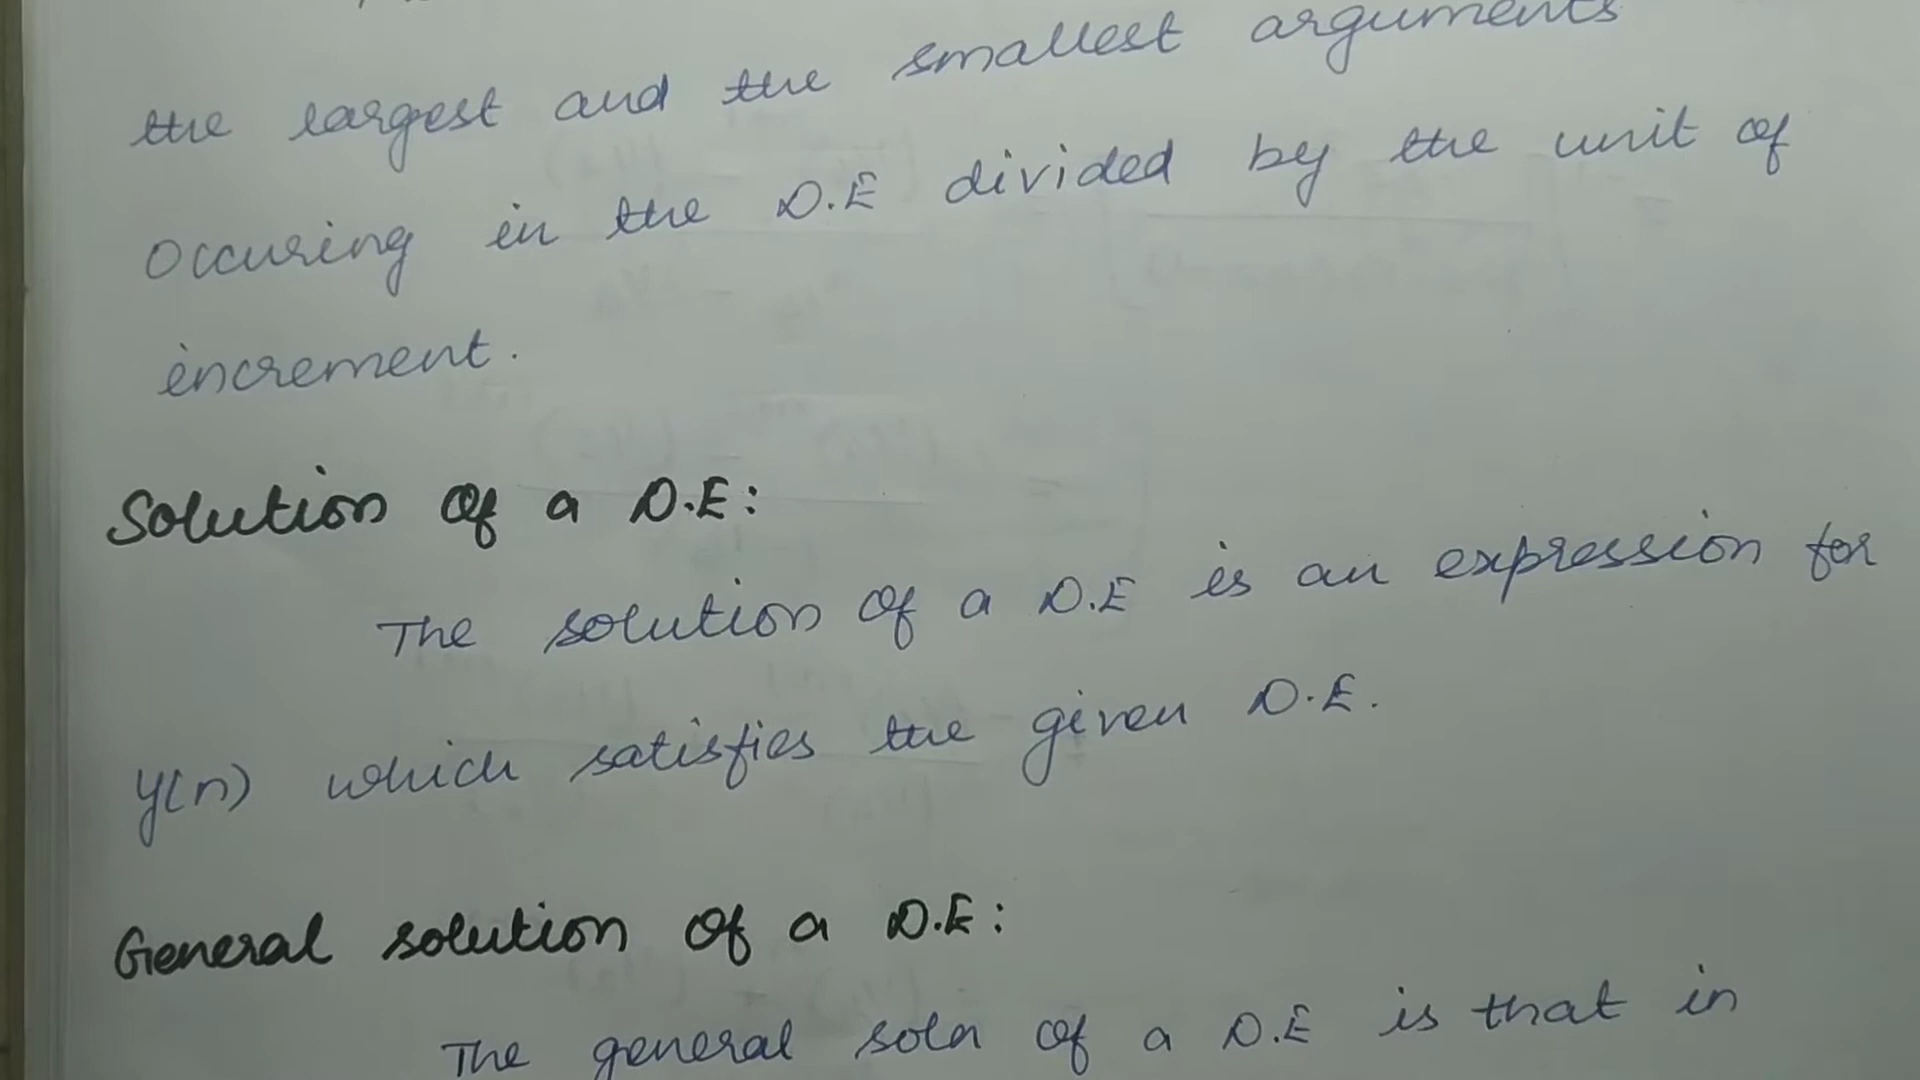 the largest and the smallest arguments
Occuring in the D.E divided by the unit of
increment.
Solution Of a D.E:
The solution Of a D.E is an expression for
y(n) which satisfies the given D.E.
General solution Of a D.E:
The general soln Of a D.E is that in